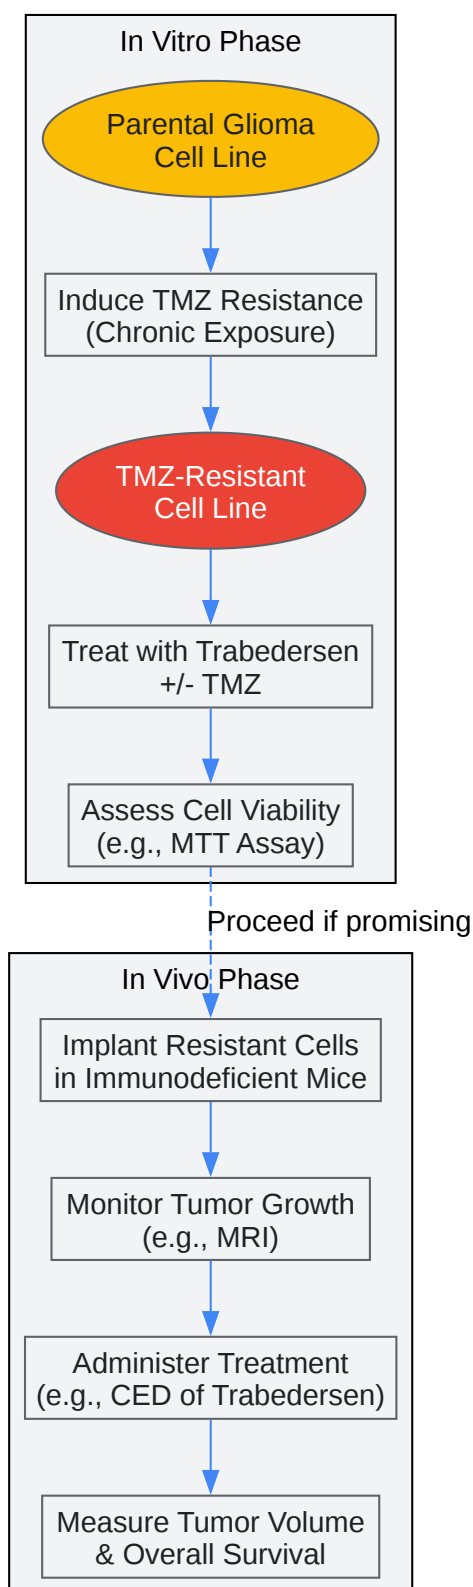 In Vitro Phase
Parental Glioma
Cell Line
Induce TMZ Resistance
(Chronic Exposure)
TMZ-Resistant
Cell Line
Treat with Trabedersen
+/- TMZ
Assess Cell Viability
(e.g., MTT Assay)
Proceed if promising
In Vivo Phase
Implant Resistant Cells
in Immunodeficient Mice
Monitor Tumor Growth
(e.g., MRI)
Administer Treatment
(e.g., CED of Trabedersen)
Measure Tumor Volume
& Overall Survival